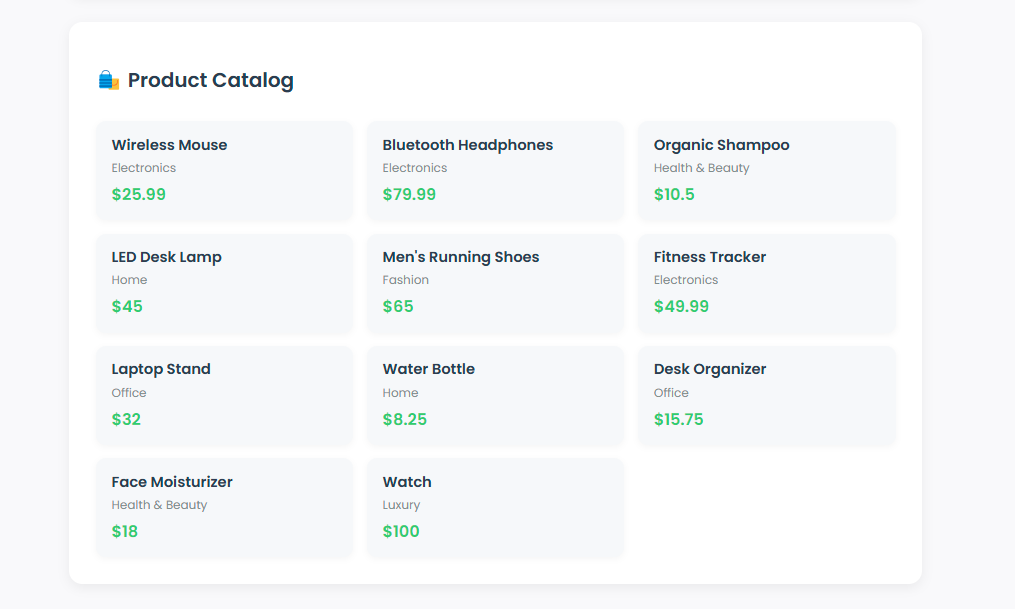 Product Catalog
Wireless Mouse
Electronics
$25.99
Bluetooth Headphones
Electronics
$79.99
Organic Shampoo
Health & Beauty
$10.5
LED Desk Lamp
Home
$45
Men's Running Shoes
Fashion
$65
Fitness Tracker
Electronics
$49.99
Laptop Stand
Office
$32
Water Bottle
Home
$8.25
Desk Organizer
Office
$15.75
Face Moisturizer
Health & Beauty
$18
Watch
Luxury
$100